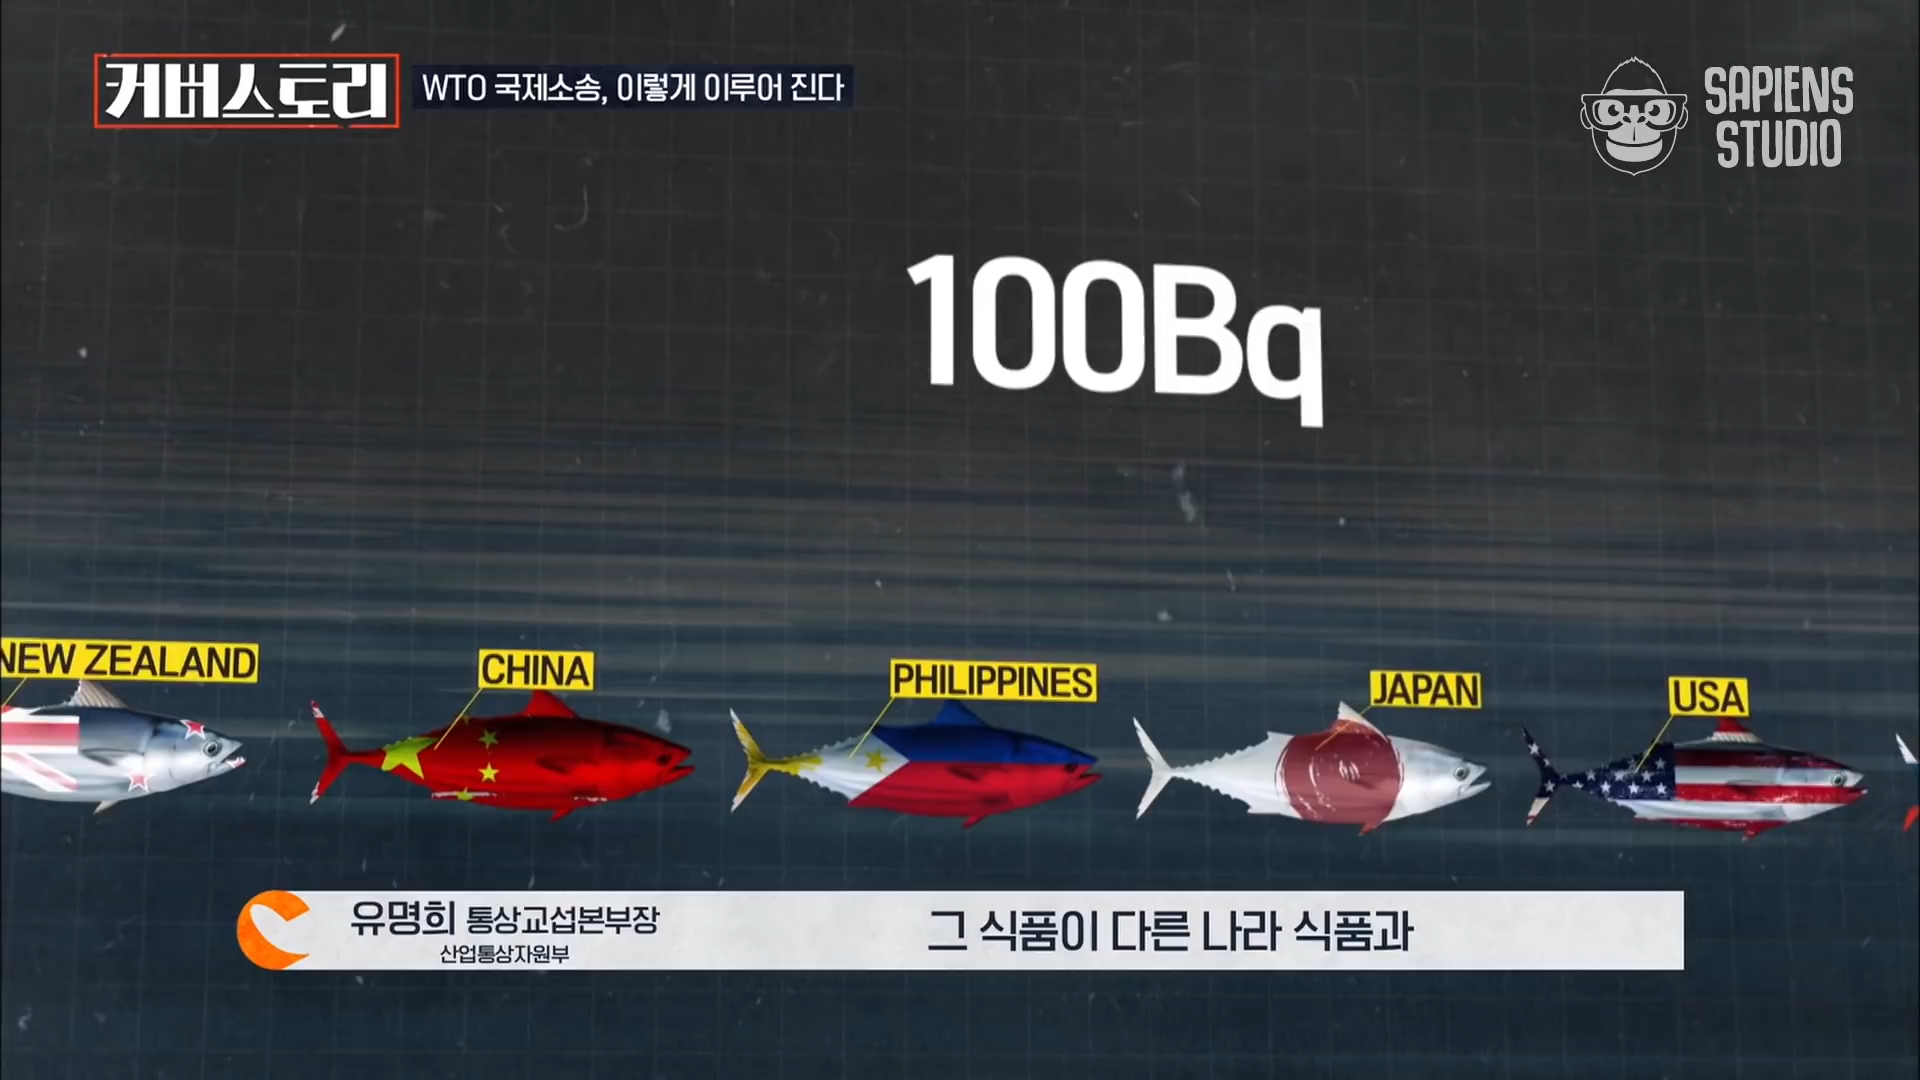 커버스토리
WTO 국제소송, 이렇게 이루어 진다
SAPIENS
STUDIO
100Bq
NEW ZEALAND
CHINA
PHILIPPINES
JAPAN
USA
유명희 통상교섭본부장
산업통상자원부
그 식품이 다른 나라 식품과